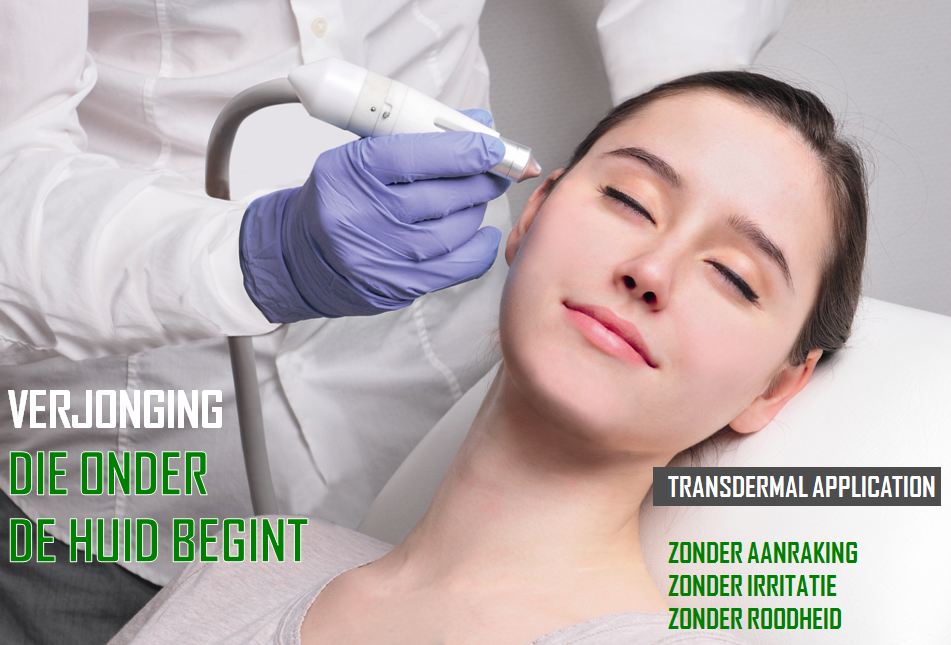 VERJONGING
DIE ONDER
DE HUID BEGINT
TRANSDERMAL APPLICATION
ZONDER AANRAKING
ZONDER IRRITATIE
ZONDER ROODHEID